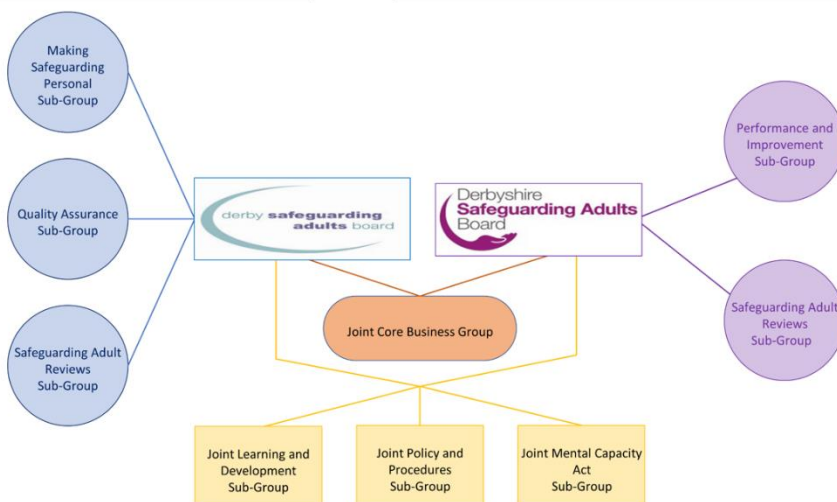 Making
Safeguarding
Personal
Sub-Group
Quality Assurance
Sub-Group
Safeguarding Adult
Reviews
Sub-Group
derby safeguarding
adults board
Derbyshire
Safeguarding Adults
Board
Performance and
Improvement
Sub-Group
Safeguarding Adult
Reviews
Sub-Group
Joint Core Business Group
Joint Learning and
Development
Sub-Group
Joint Policy and
Procedures
Sub-Group
Joint Mental Capacity
Act
Sub-Group